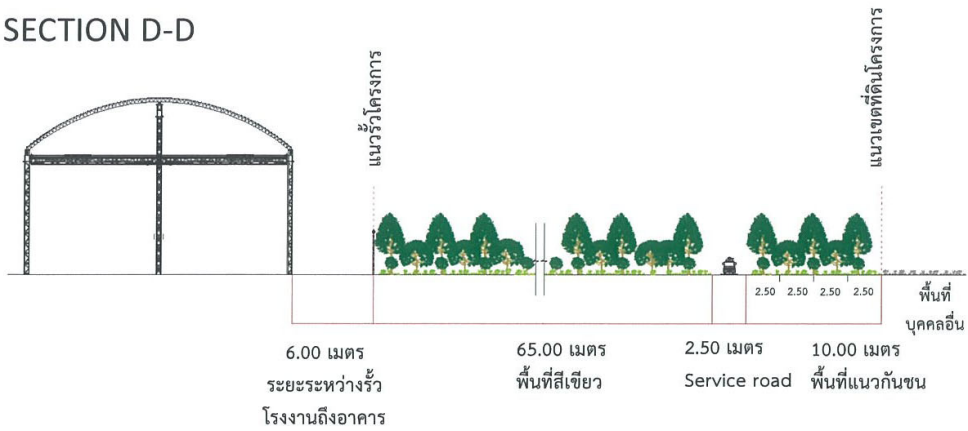 SECTION D-D
แนวรั้วโครงการ
แนวเขตที่ดินโครงการ
2.50 2.50 2.50 2.50
พื้นที่
บุคคลอื่น
6.00 เมตร
ระยะระหว่างรั้ว
โรงงานถึงอาคาร
65.00 เมตร
พื้นที่สีเขียว
2.50 เมตร
Service road
10.00 เมตร
พื้นที่แนวกันชน